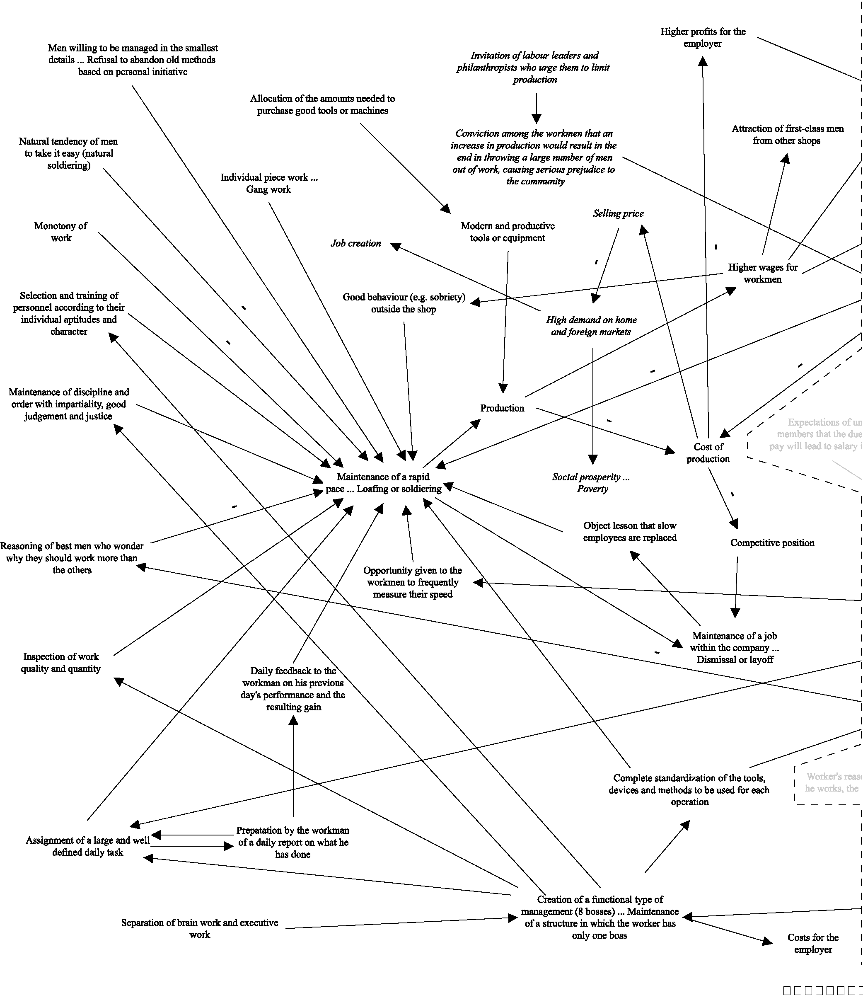 Higher profits for the
employer
Men willing to be managed in the smallest
details ... Refusal to abandon old methods
based on personal initiative
Invitation of labour leaders and
philanthropists who urge them to limit
production
Allocation of the amounts needed to
purchase good tools or machines
Conviction among the workmen that an
increase in production would result in the
end in throwing a large number of men
out of work, causing serious prejudice to
the community
Attraction of first-class men
from other shops
Natural tendency of men
to take it easy (natural
soldiering)
Individual piece work ...
Gang work
Selling price
Monotony of
work
Modern and productive
tools or equipment
Job creation
Higher wages for
workmen
Selection and training of
personnel according to their
individual aptitudes and
character
Good behaviour (e.g. sobriety)
outside the shop
High demand on home
and foreign markets
Maintenance of discipline and
order with impartiality, good
judgement and justice
Production
Expectations of
members that the due
pay will lead to salary
Cost of
production
Maintenance of a rapid
pace ... Loafing or soldiering
Social prosperity ...
Poverty
Object lesson that slow
employees are replaced
Competitive position
Reasoning of best men who wonder
why they should work more than
the others
Opportunity given to the
workmen to frequently
measure their speed
Maintenance of a job
within the company ...
Dismissal or layoff
Inspection of work
quality and quantity
Daily feedback to the
workman on his previous
day's performance and the
resulting gain
Complete standardization of the tools,
devices and methods to be used for each
operation
Worker's
he works, the
Assignment of a large and well
defined daily task
Prepatation by the workman
of a daily report on what he
has done
Creation of a functional type of
management (8 bosses) ... Maintenance
of a structure in which the worker has
only one boss
Separation of brain work and executive
work
Costs for the
employer